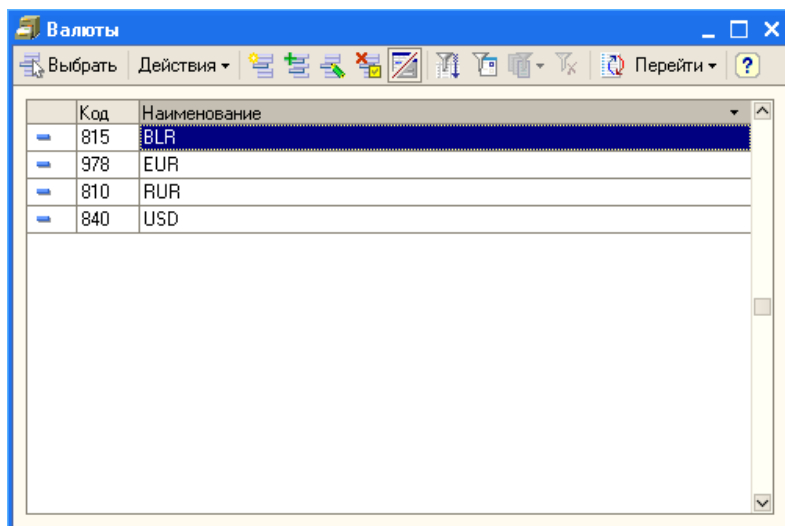 Валюты
Выбрать Действия Перейти ?
Код Наименование
815 BLR
978 EUR
810 RUR
840 USD